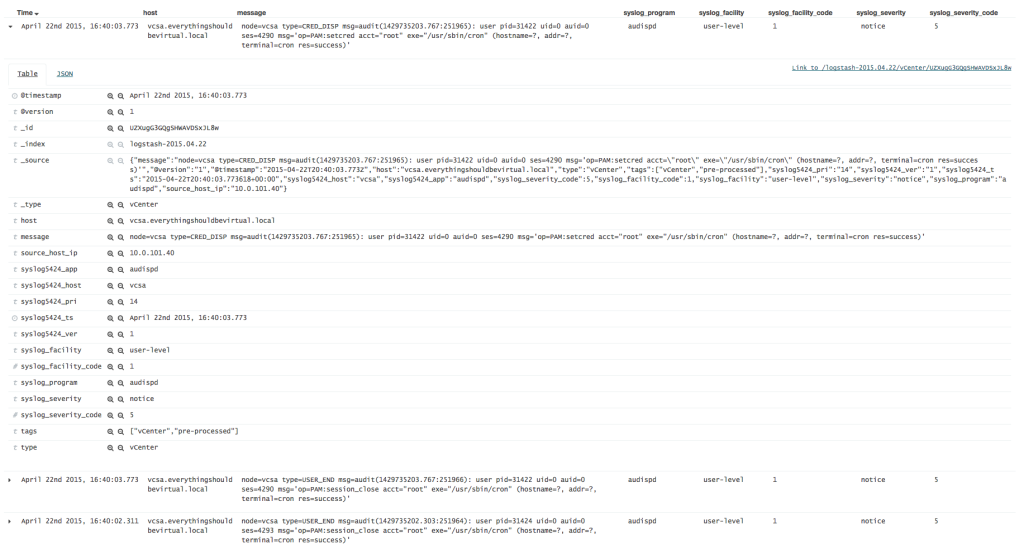 Time host message syslog_program syslog_facility syslog_facility_code syslog_severity syslog_severity_code
April 22nd 2015, 16:40:03.773 vcsa.everythingshould node=vcsa type=CRED_DISP msg=audit(1429735203.767:251965): user pid=31422 uid=0 auid=0 audispd user-level 1 notice 5
bevirtual.local ses=4290 msg='op=PAM:setcred acct="root" exe="/usr/sbin/cron" (hostname=?, addr=?,
terminal=cron res=success)'
Table JSON Link to /logstash-2015.04.22/vCenter/UZXugG3GQgSHWAVDSxJL8w
@timestamp April 22nd 2015, 16:40:03.773
@version 1
_id UZXugG3GQgSHWAVDSxJL8w
_index logstash-2015.04.22
_source {"message":"node=vcsa type=CRED_DISP msg=audit(1429735203.767:251965): user pid=31422 uid=0 auid=0 ses=4290 msg='op=PAM:setcred acct=\"root\" exe=\"/usr/sbin/cron\" (hostname=?, addr=?, terminal=cron res=succes
s)'","@version":"1","@timestamp":"2015-04-22T20:40:03.773Z","host":"vcsa.everythingshouldbevirtual.local","type":"vCenter","tags":["vCenter","pre-processed"],"syslog5424_pri":"14","syslog5424_ver":"1","syslog5424_t
s":"2015-04-22T20:40:03.773618+00:00","syslog5424_host":"vcsa","syslog5424_app":"audispd","syslog_severity_code":5,"syslog_facility_code":1,"syslog_facility":"user-level","syslog_severity":"notice","syslog_program":"a
udispd","source_host_ip":"10.0.101.40"}
_type vCenter
host vcsa.everythingshouldbevirtual.local
message node=vcsa type=CRED_DISP msg=audit(1429735203.767:251965): user pid=31422 uid=0 auid=0 ses=4290 msg='op=PAM:setcred acct="root" exe="/usr/sbin/cron" (hostname=?, addr=?, terminal=cron res=success)'
source_host_ip 10.0.101.40
syslog5424_app audispd
syslog5424_host vcsa
syslog5424_pri 14
syslog5424_ts April 22nd 2015, 16:40:03.773
syslog5424_ver 1
syslog_facility user-level
# syslog_facility_code 1
syslog_program audispd
syslog_severity notice
# syslog_severity_code 5
tags ["vCenter","pre-processed"]
type vCenter
April 22nd 2015, 16:40:03.773 vcsa.everythingshould node=vcsa type=USER_END msg=audit(1429735203.767:251966): user pid=31422 uid=0 auid=0 audispd user-level 1 notice 5
bevirtual.local ses=4290 msg='op=PAM:session_close acct="root" exe="/usr/sbin/cron" (hostname=?, addr=?,
terminal=cron res=success)'
April 22nd 2015, 16:40:02.311 vcsa.everythingshould node=vcsa type=USER_END msg=audit(1429735202.303:251964): user pid=31424 uid=0 auid=0 audispd user-level 1 notice 5
bevirtual.local ses=4293 msg='op=PAM:session_close acct="root" exe="/usr/sbin/cron" (hostname=?, addr=?,
terminal=cron res=success)'